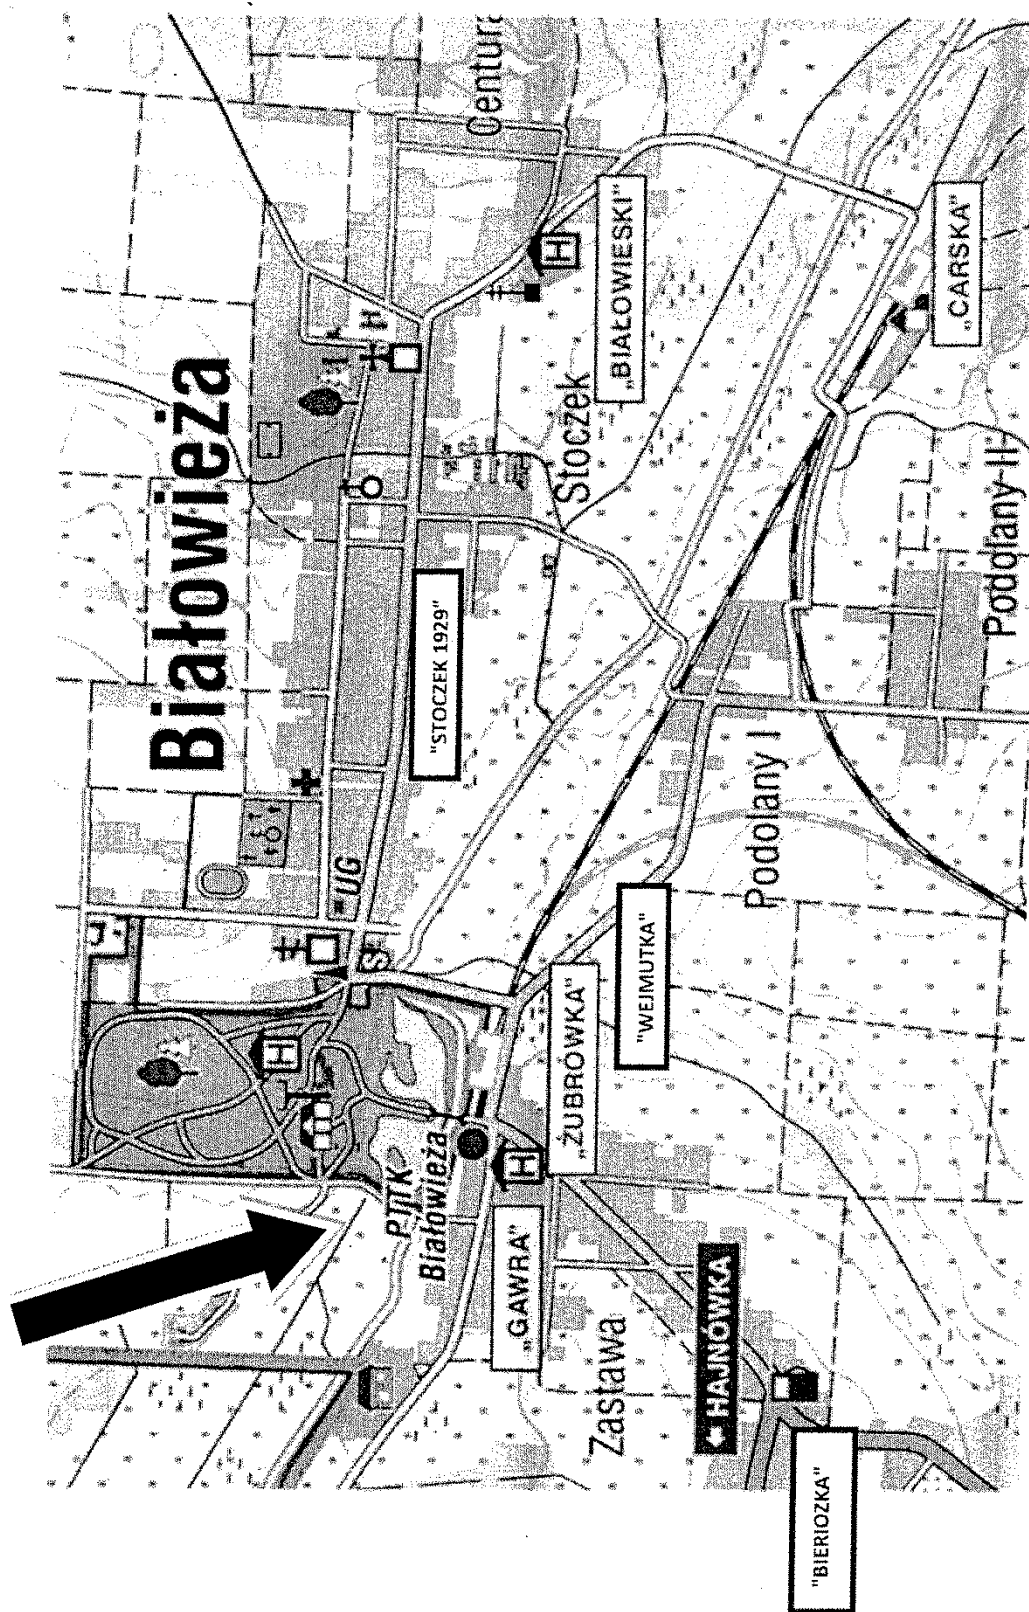 Białowieża
H
UG
S
H
PTTK
Białowieża
"STOCZEK 1929"
Centura
H
H
„GAWRA"
„ŻUBRÓWKA"
Stoczek
Zastawa
„BIAŁOWIESKI"
"WEJMUTKA"
HAJNÓWKA
Podolany I
"BIERIOZKA"
„CARSKA"
Podolany II